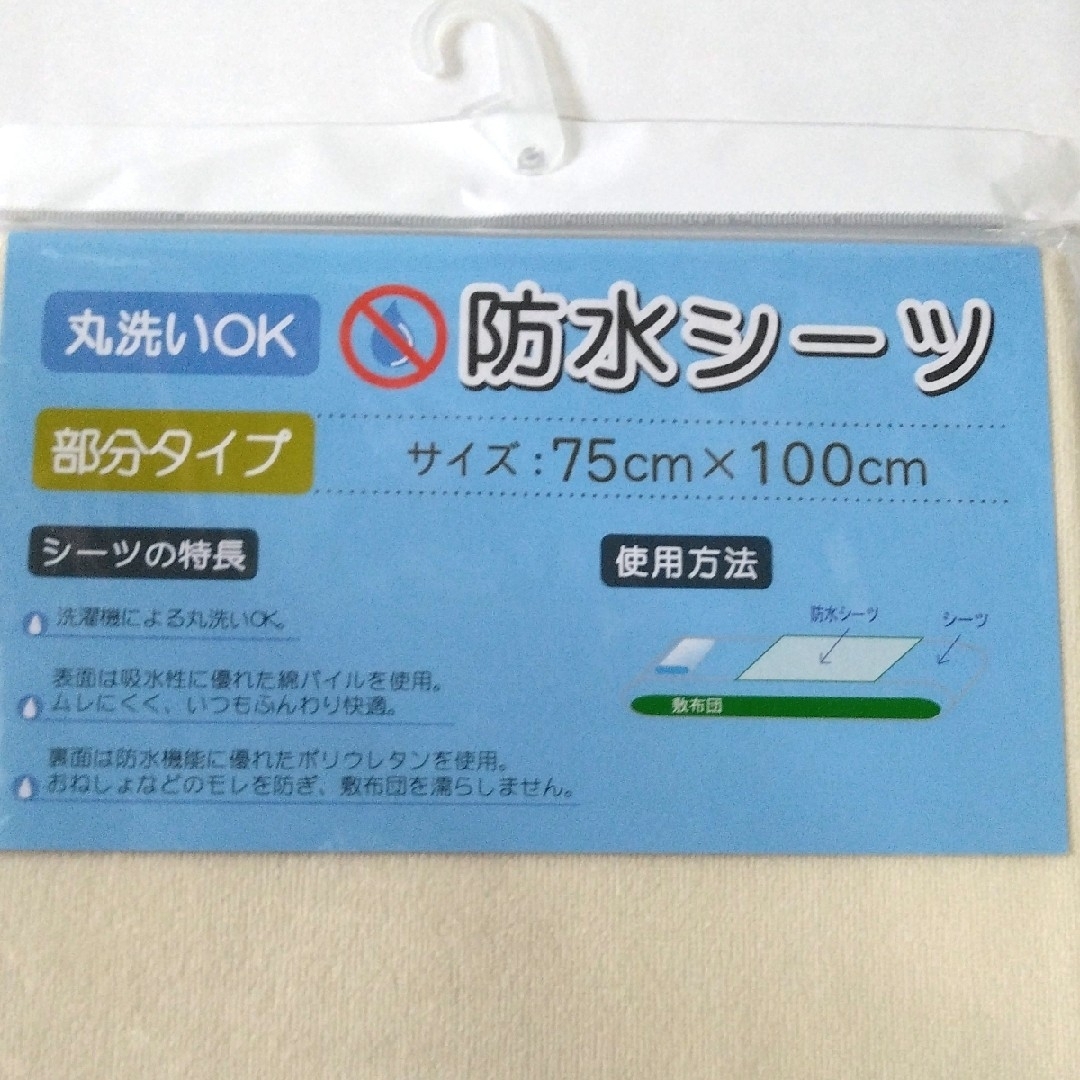 丸洗いOK
防水シーツ
部分タイプ
サイズ：75cm×100cm
シーツの特長
洗濯機による丸洗いOK。
表面は吸水性に優れた綿パイルを使用。
ムレにくく、いつもふんわり快適。
裏面は防水機能に優れたポリウレタンを使用。
おねしょなどのモレを防ぎ、敷布団を濡らしません。
使用方法
防水シーツ
シーツ
敷布団